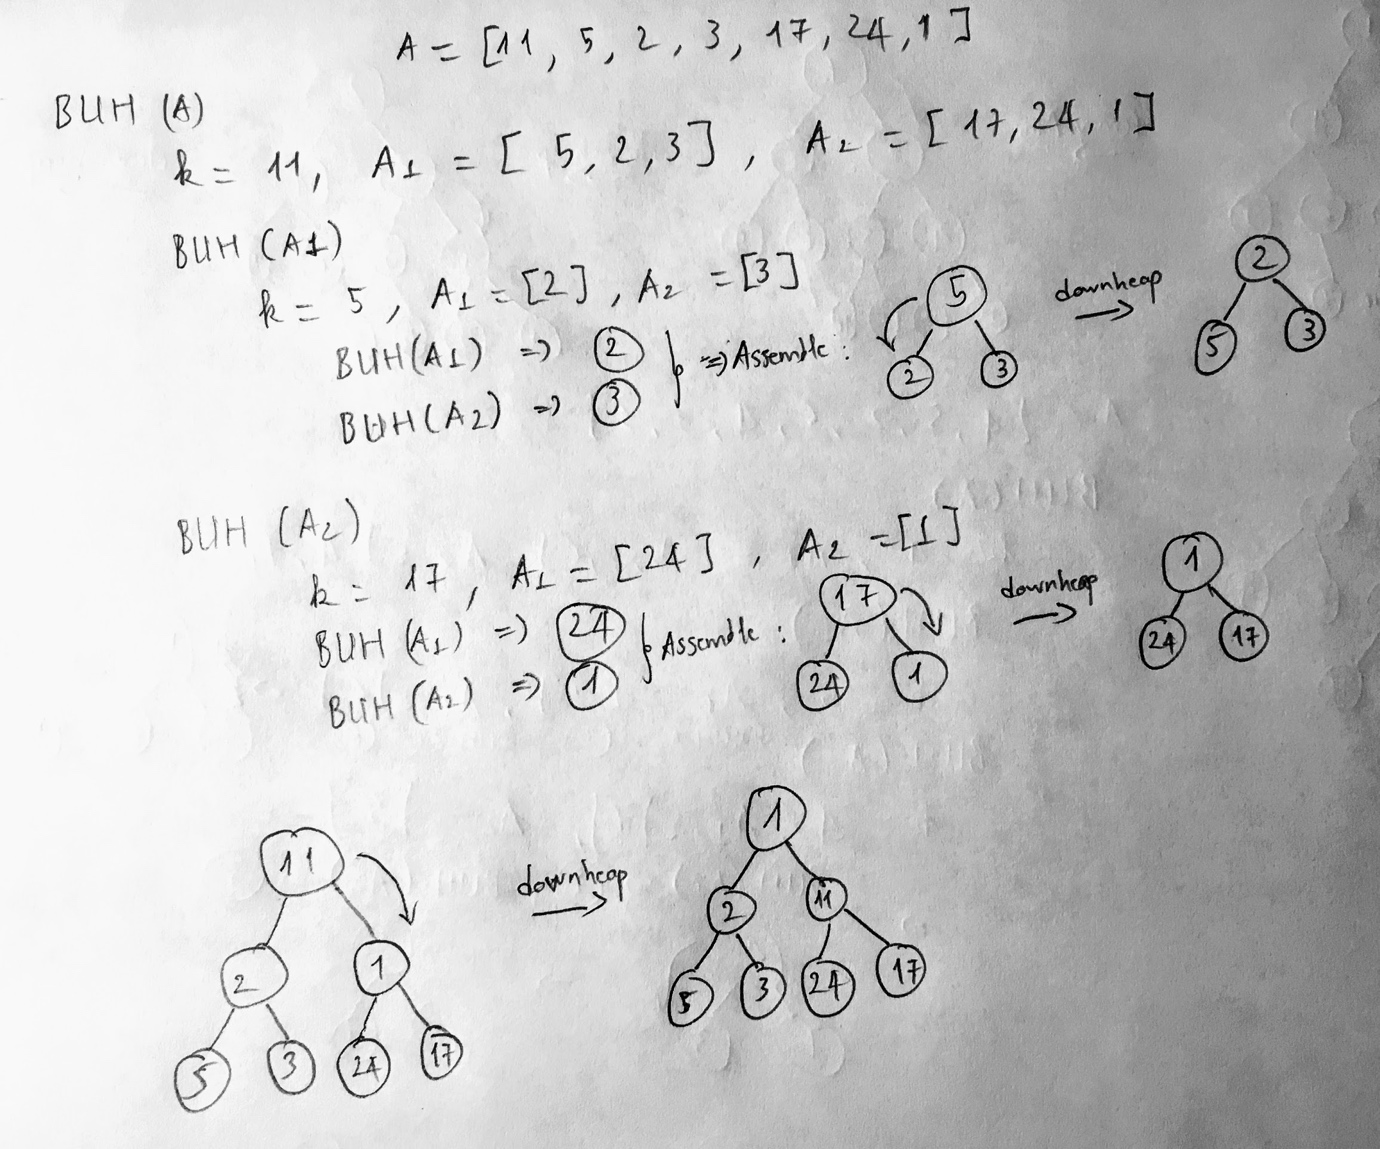 A = [11, 5, 2, 3, 17, 24, 1]
BUH (A)
k = 11, A1 = [5, 2, 3], A2 = [17, 24, 1]
BUH (A1)
k = 5, A1 = [2], A2 = [3]
BUH(A1) => 2
BUH(A2) => 3
=> Assemble :
5
2 3
downheap
2
5 3
BUH (A2)
k = 17, A1 = [24], A2 = [1]
BUH (A1) => 24
BUH (A2) => 1
Assemble :
17
24 1
downheap
1
24 17
11
2 1
5 3 24 17
downheap
1
2 11
5 3 24 17